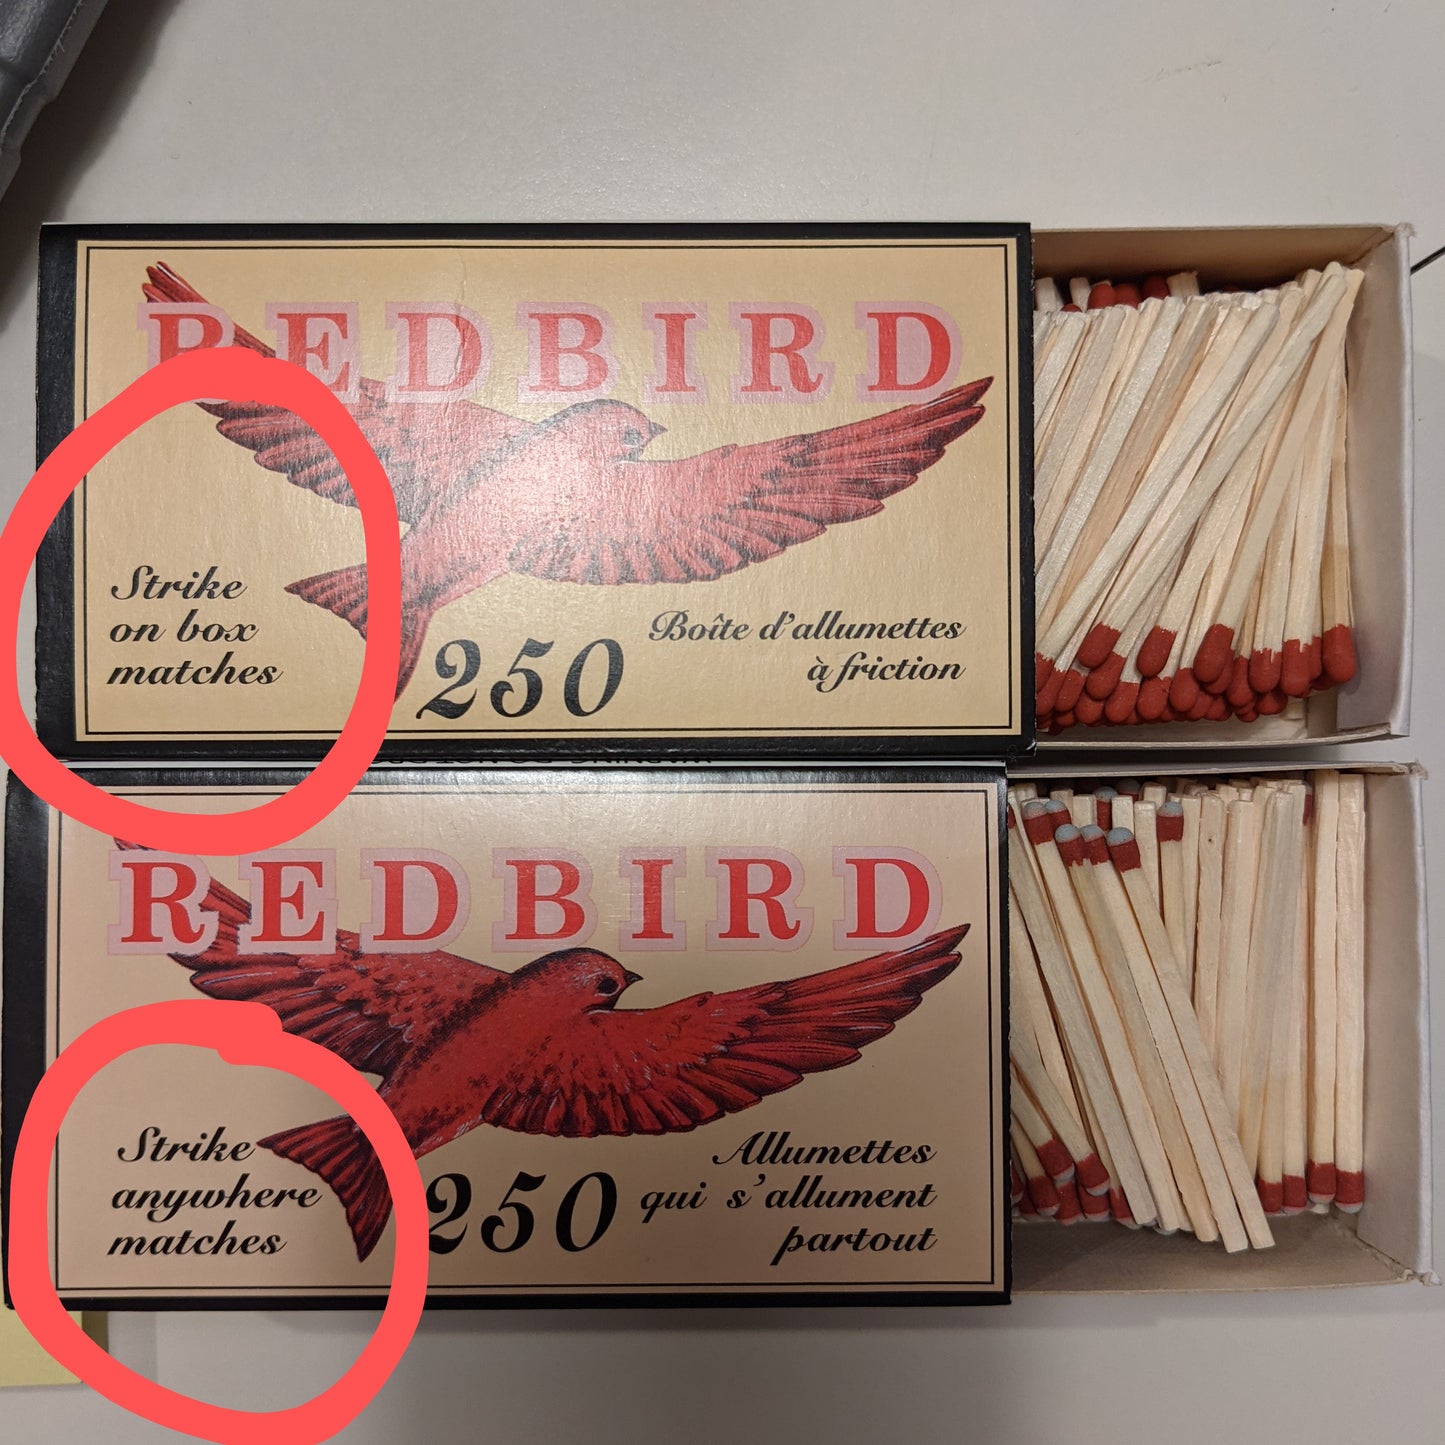 REDBIRD
Strike
on box
matches
250
Boîte d'allumettes
à friction
REDBIRD
Strike
anywhere
matches
250
Allumettes
qui s'allument
partout